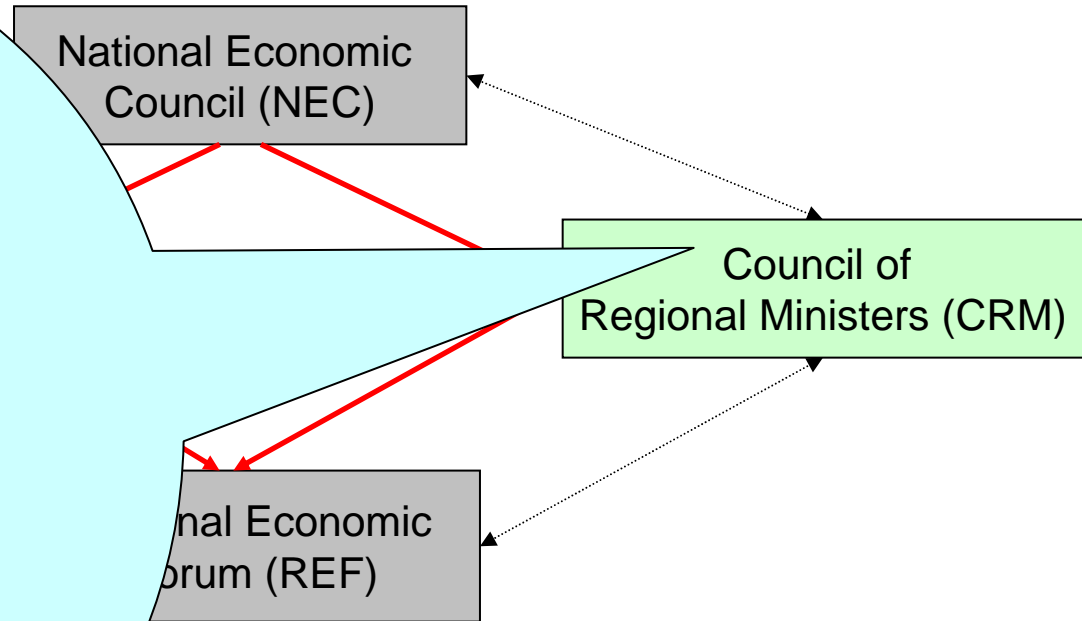 National Economic
Council (NEC)
Council of
Regional Ministers (CRM)
nal Economic
orum (REF)